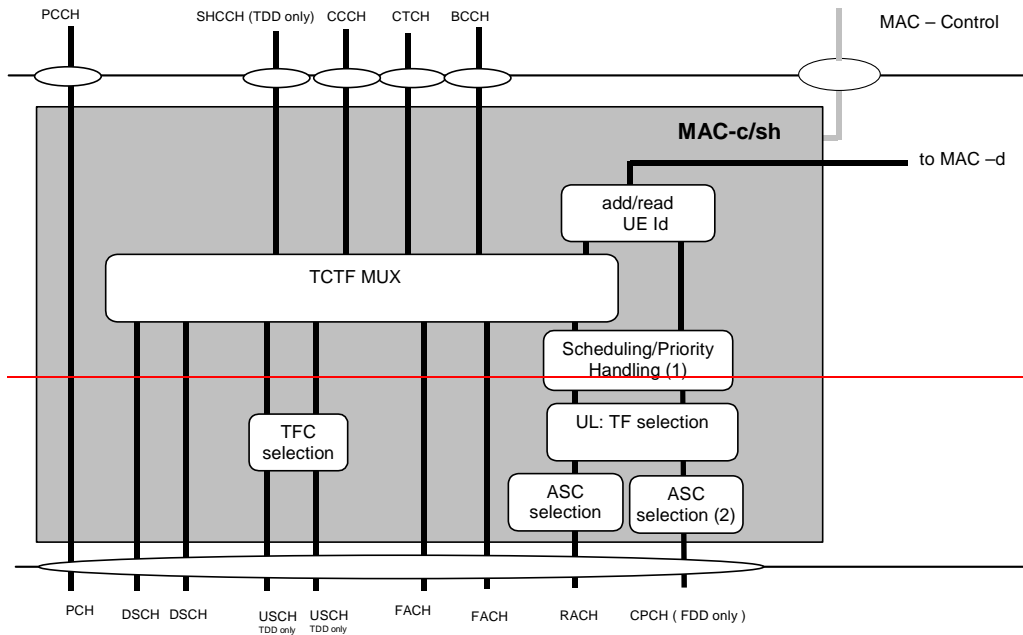 PCCH
SHCCH (TDD only)
CCCH
CTCH
BCCH
MAC – Control
MAC-c/sh
to MAC –d
add/read
UE Id
TCTF MUX
Scheduling/Priority
Handling (1)
UL: TF selection
TFC
selection
ASC
selection
ASC
selection (2)
PCH
DSCH
DSCH
USCH
TDD only
USCH
TDD only
FACH
FACH
RACH
CPCH ( FDD only )